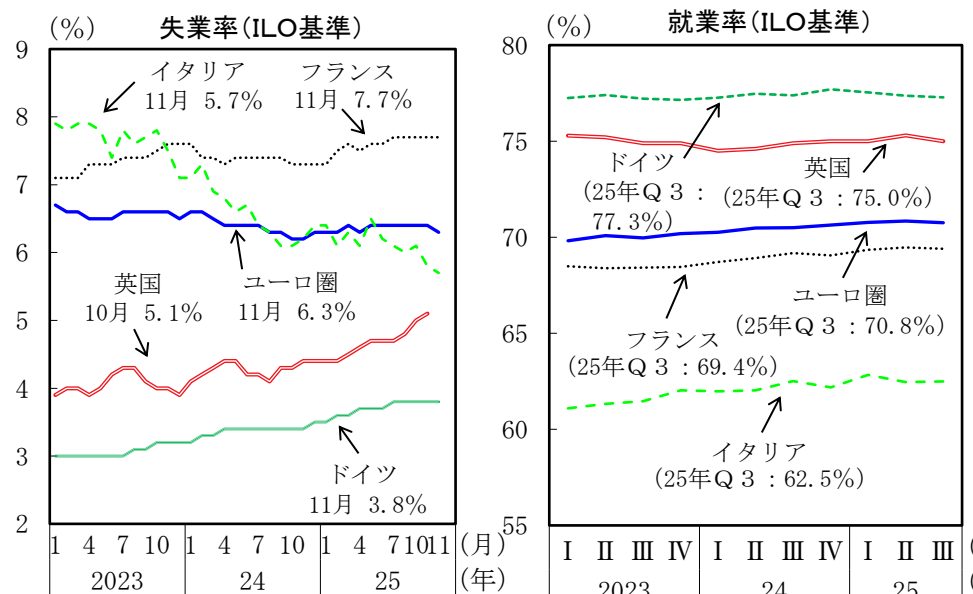 失業率(ILO基準)
(%)
9
8
7
6
5
4
3
2
イタリア
11月 5.7%
フランス
11月 7.7%
英国
10月 5.1%
ユーロ圏
11月 6.3%
ドイツ
11月 3.8%
1 4 7 10 1 4 7 10 1 4 7 10 11 (月)
2023 24 25 (年)
就業率(ILO基準)
(%)
80
75
70
65
60
55
ドイツ
(25年Q3:
77.3%)
英国
(25年Q3:75.0%)
ユーロ圏
(25年Q3:70.8%)
フランス
(25年Q3:69.4%)
イタリア
(25年Q3:62.5%)
Ⅰ Ⅱ Ⅲ Ⅳ Ⅰ Ⅱ Ⅲ Ⅳ Ⅰ Ⅱ Ⅲ (
2023 24 25 (